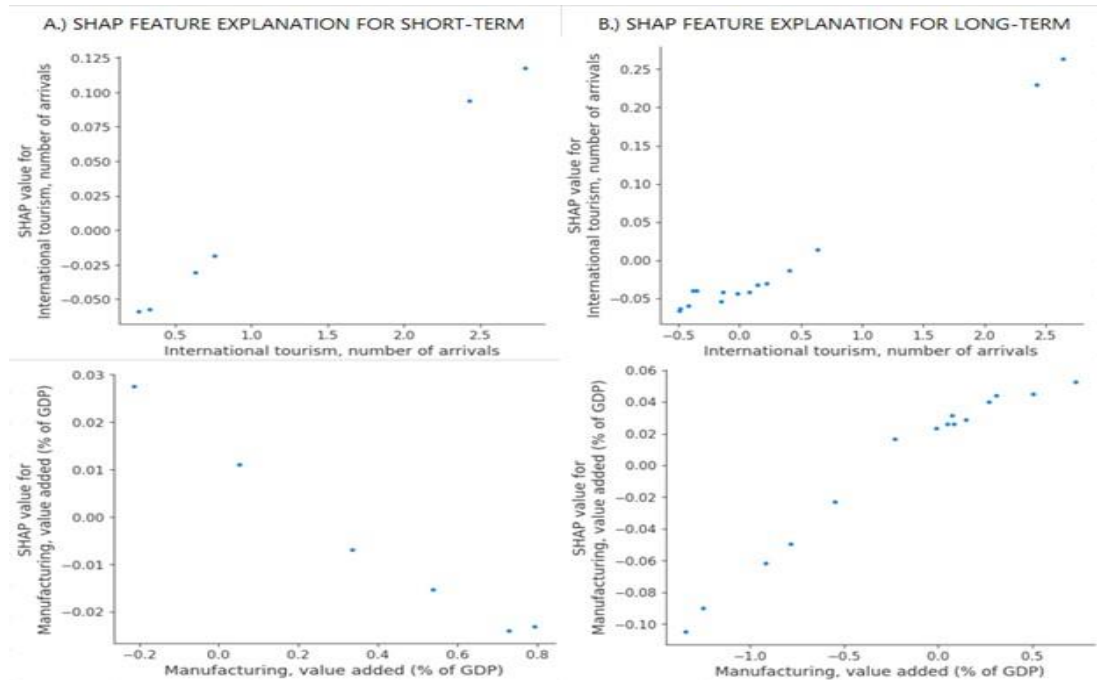 A.) SHAP FEATURE EXPLANATION FOR SHORT-TERM
B.) SHAP FEATURE EXPLANATION FOR LONG-TERM
SHAP value for
International tourism, number of arrivals
0.125
0.100
0.075
0.050
0.025
0.000
−0.025
−0.050
0.5 1.0 1.5 2.0 2.5
International tourism, number of arrivals
SHAP value for
International tourism, number of arrivals
0.25
0.20
0.15
0.10
0.05
0.00
−0.05
−0.5 0.0 0.5 1.0 1.5 2.0 2.5
International tourism, number of arrivals
SHAP value for
Manufacturing, value added (% of GDP)
0.03
0.02
0.01
0.00
−0.01
−0.02
−0.2 0.0 0.2 0.4 0.6 0.8
Manufacturing, value added (% of GDP)
SHAP value for
Manufacturing, value added (% of GDP)
0.06
0.04
0.02
0.00
−0.02
−0.04
−0.06
−0.08
−0.10
−1.0 −0.5 0.0 0.5
Manufacturing, value added (% of GDP)